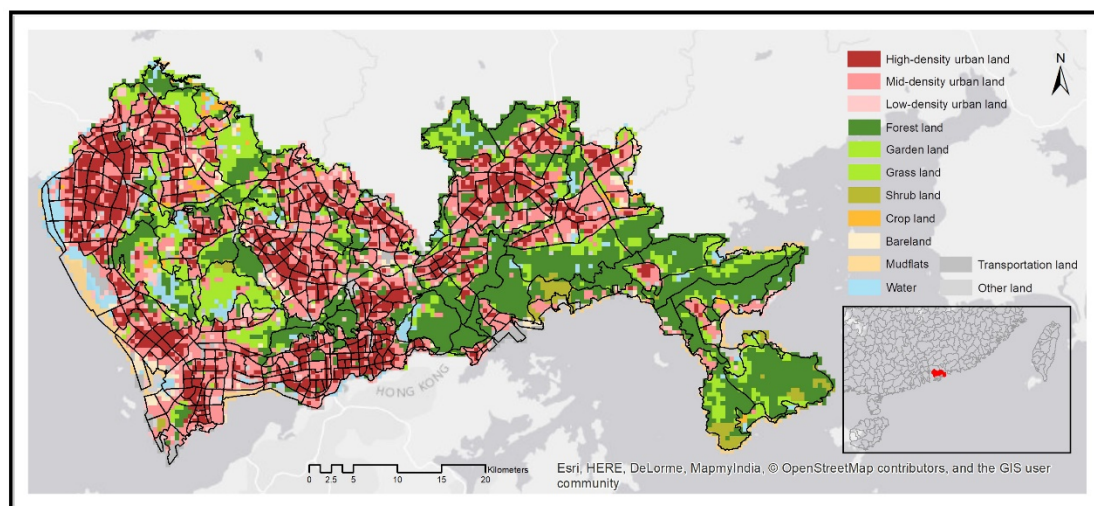 High-density urban land
Mid-density urban land
Low-density urban land
Forest land
Garden land
Grass land
Shrub land
Crop land
Bareland
Mudflats
Water
Transportation land
Other land
N
HONG KONG
Kilometers
0 2.5 5 10 15 20
Esri, HERE, DeLorme, MapmyIndia, © OpenStreetMap contributors, and the GIS user
community